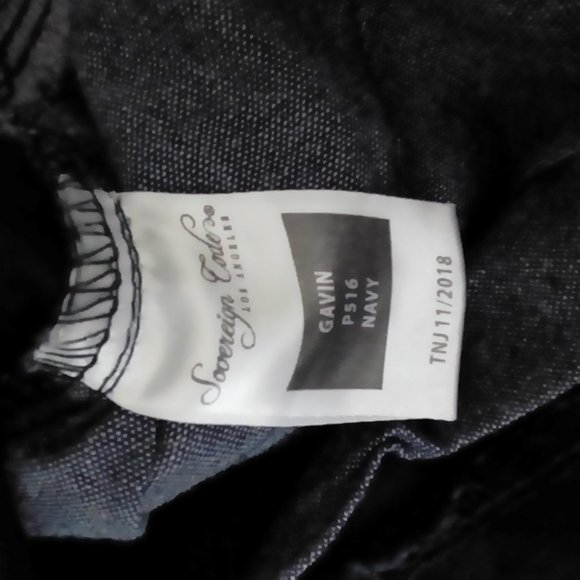 Sovereign Code®
LOS ANGELES
GAVIN
PS16
NAVY
TNJ 11/2018